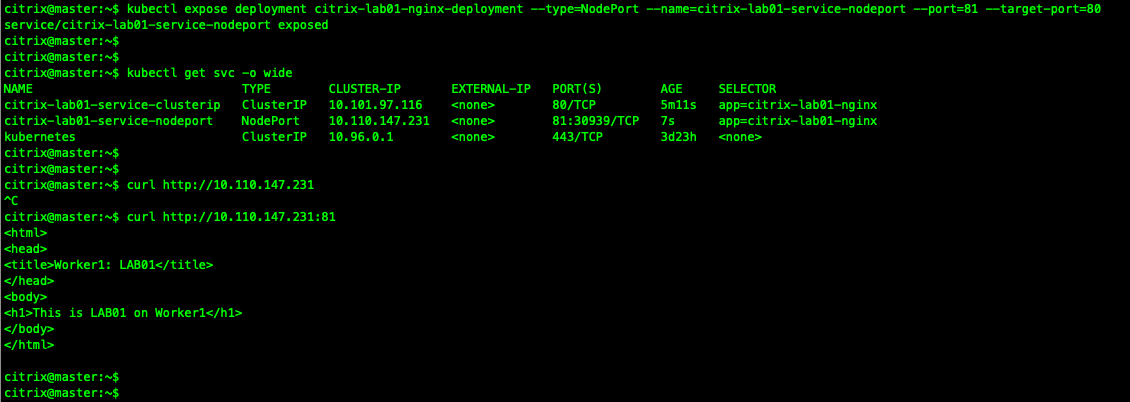 citrix@master:~$ kubectl expose deployment citrix-lab01-nginx-deployment --type=NodePort --name=citrix-lab01-service-nodeport --port=81 --target-port=80
service/citrix-lab01-service-nodeport exposed
citrix@master:~$
citrix@master:~$
citrix@master:~$ kubectl get svc -o wide
NAME TYPE CLUSTER-IP EXTERNAL-IP PORT(S) AGE SELECTOR
citrix-lab01-service-clusterip ClusterIP 10.101.97.116 <none> 80/TCP 5m11s app=citrix-lab01-nginx
citrix-lab01-service-nodeport NodePort 10.110.147.231 <none> 81:30939/TCP 7s app=citrix-lab01-nginx
kubernetes ClusterIP 10.96.0.1 <none> 443/TCP 3d23h <none>
citrix@master:~$
citrix@master:~$
citrix@master:~$ curl http://10.110.147.231
^C
citrix@master:~$ curl http://10.110.147.231:81
<html>
<head>
<title>Worker1: LAB01</title>
</head>
<body>
<h1>This is LAB01 on Worker1</h1>
</body>
</html>
citrix@master:~$
citrix@master:~$